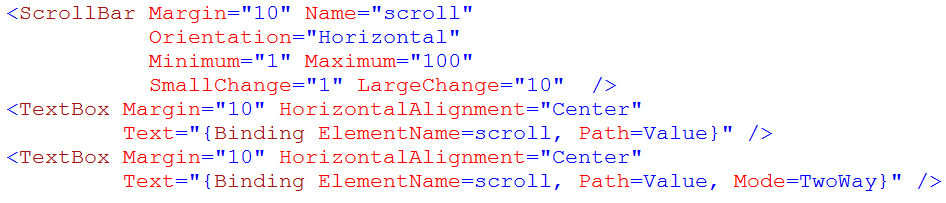 <ScrollBar Margin="10" Name="scroll"
Orientation="Horizontal"
Minimum="1" Maximum="100"
SmallChange="1" LargeChange="10"  />
<TextBox Margin="10" HorizontalAlignment="Center"
Text="{Binding ElementName=scroll, Path=Value}" />
<TextBox Margin="10" HorizontalAlignment="Center"
Text="{Binding ElementName=scroll, Path=Value, Mode=TwoWay}" />